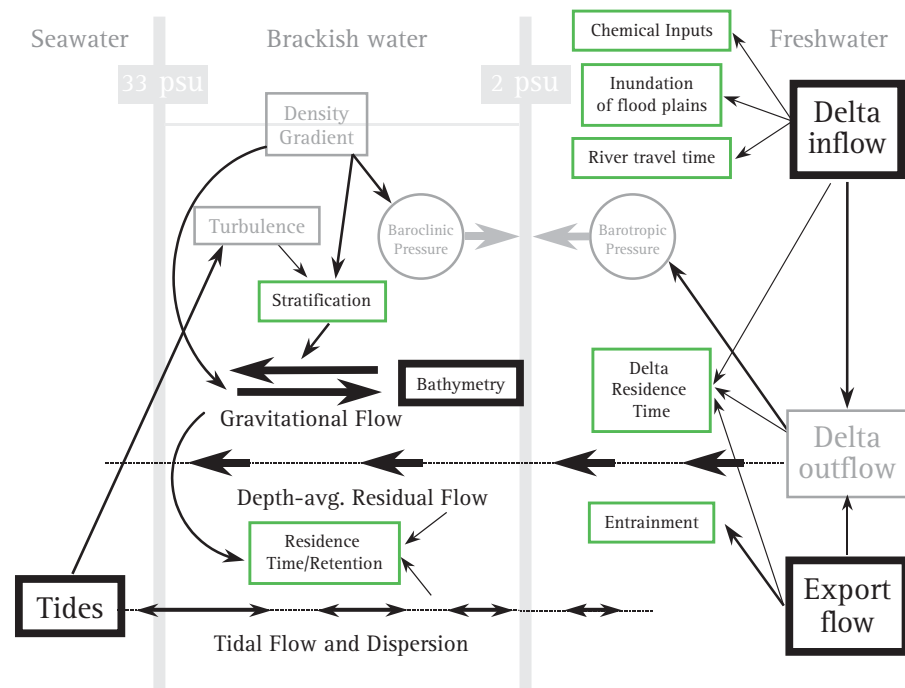 Seawater
Brackish water
Freshwater
33 psu
2 psu
Chemical Inputs
Inundation
of flood plains
River travel time
Delta
inflow
Density
Gradient
Turbulence
Baroclinic
Pressure
Barotropic
Pressure
Stratification
Bathymetry
Gravitational Flow
Delta
Residence
Time
Delta
outflow
Depth-avg. Residual Flow
Residence
Time/Retention
Entrainment
Tides
Export
flow
Tidal Flow and Dispersion